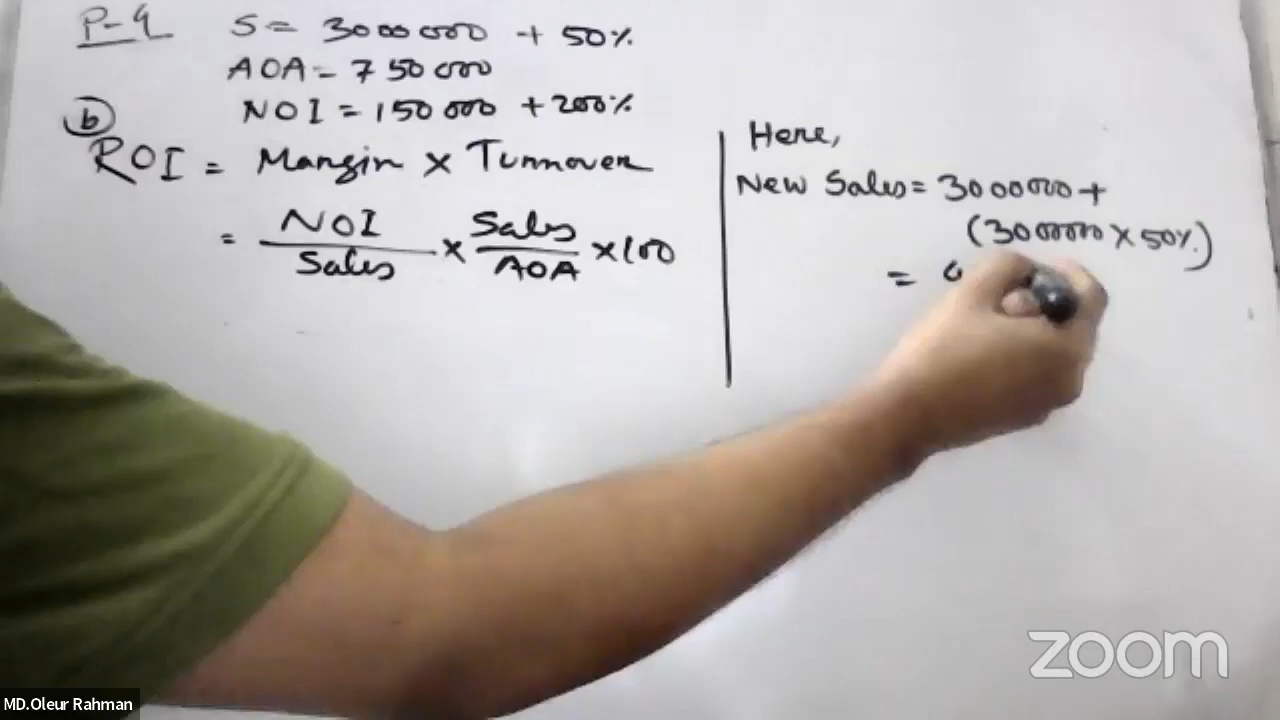 P-9 S = 3000000 + 50%
AOA = 750000
NOI = 150000 + 200%
(b)
ROI = Margin × Turnover
= NOI/Sales × Sales/AOA × 100
Here,
New Sales = 3000000 +
(3000000 × 50%)
=
zoom
MD.Oleur Rahman